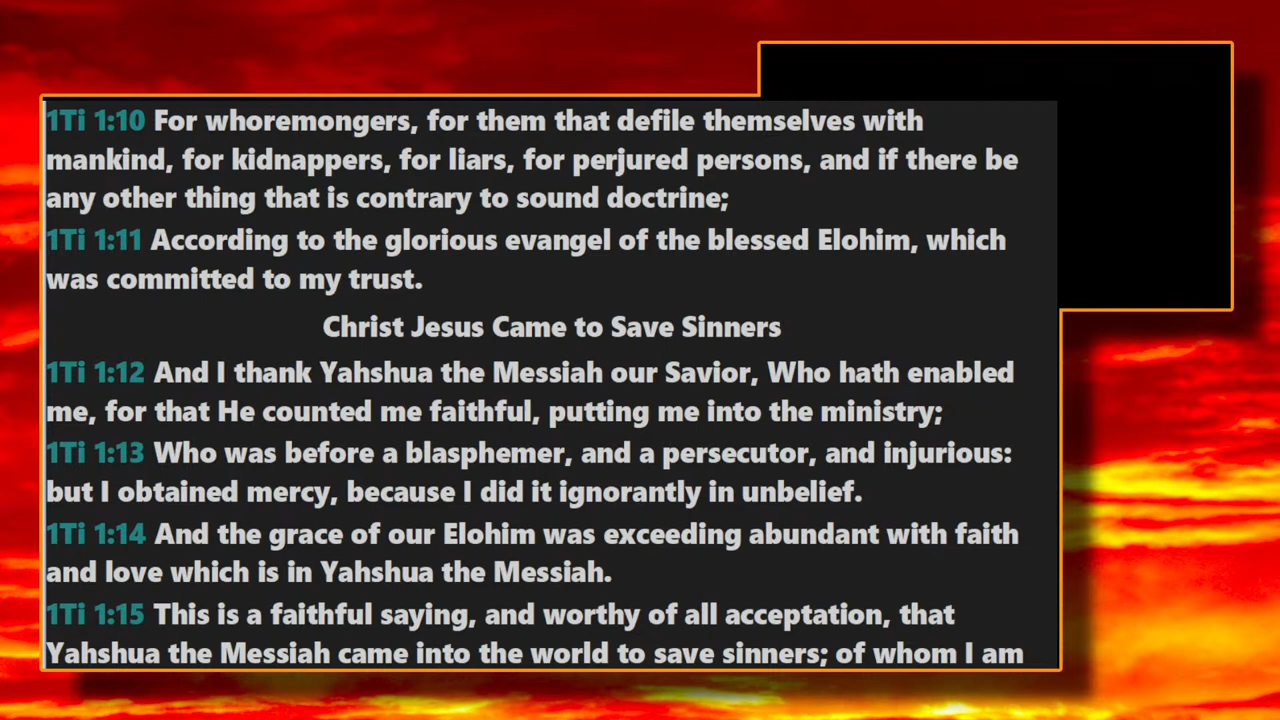 1Ti 1:10 For whoremongers, for them that defile themselves with
mankind, for kidnappers, for liars, for perjured persons, and if there be
any other thing that is contrary to sound doctrine;
1Ti 1:11 According to the glorious evangel of the blessed Elohim, which
was committed to my trust.
Christ Jesus Came to Save Sinners
1Ti 1:12 And I thank Yahshua the Messiah our Savior, Who hath enabled
me, for that He counted me faithful, putting me into the ministry;
1Ti 1:13 Who was before a blasphemer, and a persecutor, and injurious:
but I obtained mercy, because I did it ignorantly in unbelief.
1Ti 1:14 And the grace of our Elohim was exceeding abundant with faith
and love which is in Yahshua the Messiah.
1Ti 1:15 This is a faithful saying, and worthy of all acceptation, that
Yahshua the Messiah came into the world to save sinners; of whom I am